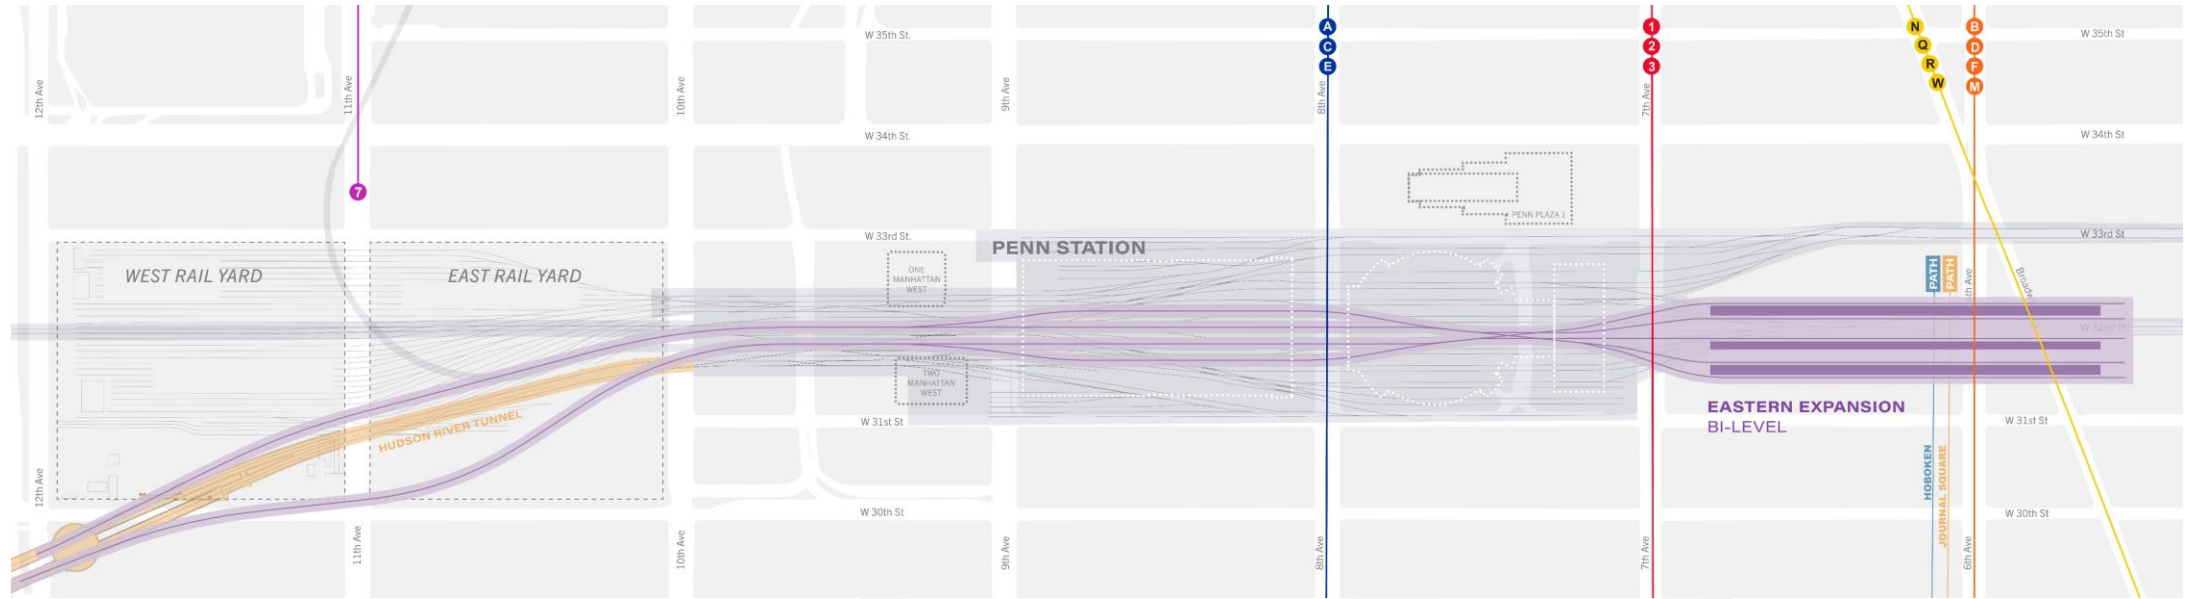 A
C
E
1
2
3
N
Q
R
W
B
D
F
M
W 35th St.
W 35th St
12th Ave
11th Ave
10th Ave
9th Ave
8th Ave
7th Ave
W 34th St.
W 34th St
7
PENN PLAZA 1
W 33rd St.
W 33rd St
PENN STATION
WEST RAIL YARD
EAST RAIL YARD
ONE
MANHATTAN
WEST
PATH
PATH
6th Ave
W 32nd St
TWO
MANHATTAN
WEST
HUDSON RIVER TUNNEL
W 31st St
W 31st St
EASTERN EXPANSION
BI-LEVEL
HOBOKEN
JOURNAL SQUARE
W 30th St
W 30th St
12th Ave
11th Ave
10th Ave
9th Ave
8th Ave
7th Ave
6th Ave